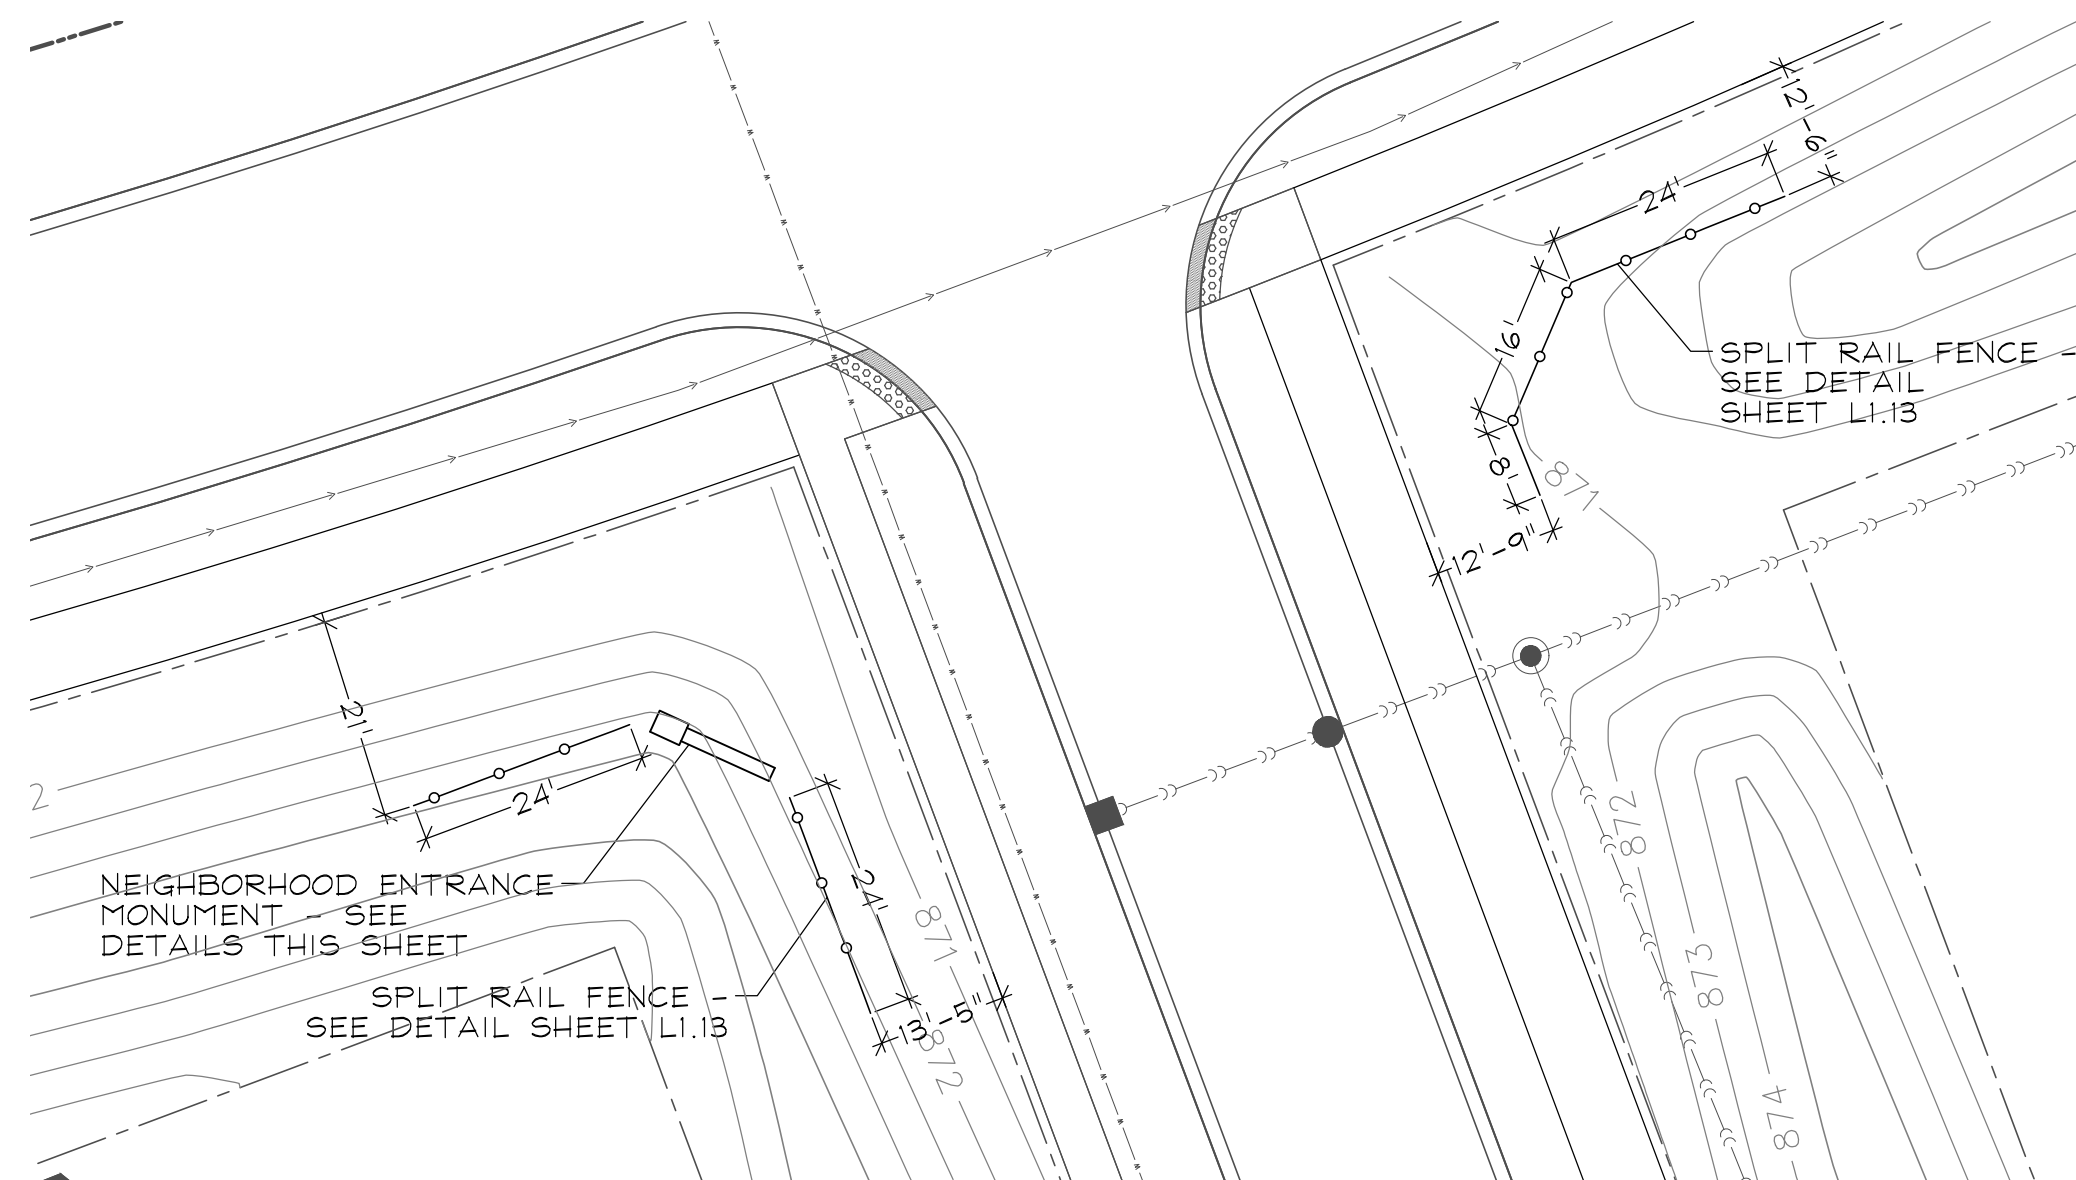 12'-6"
24'
16'
SPLIT RAIL FENCE -
SEE DETAIL
SHEET L1.13
8'
871
12'-9"
21'
24'
2
872
24'
NEIGHBORHOOD ENTRANCE
MONUMENT - SEE
DETAILS THIS SHEET
871
873
SPLIT RAIL FENCE -
SEE DETAIL SHEET L1.13
13'-5"
872
874